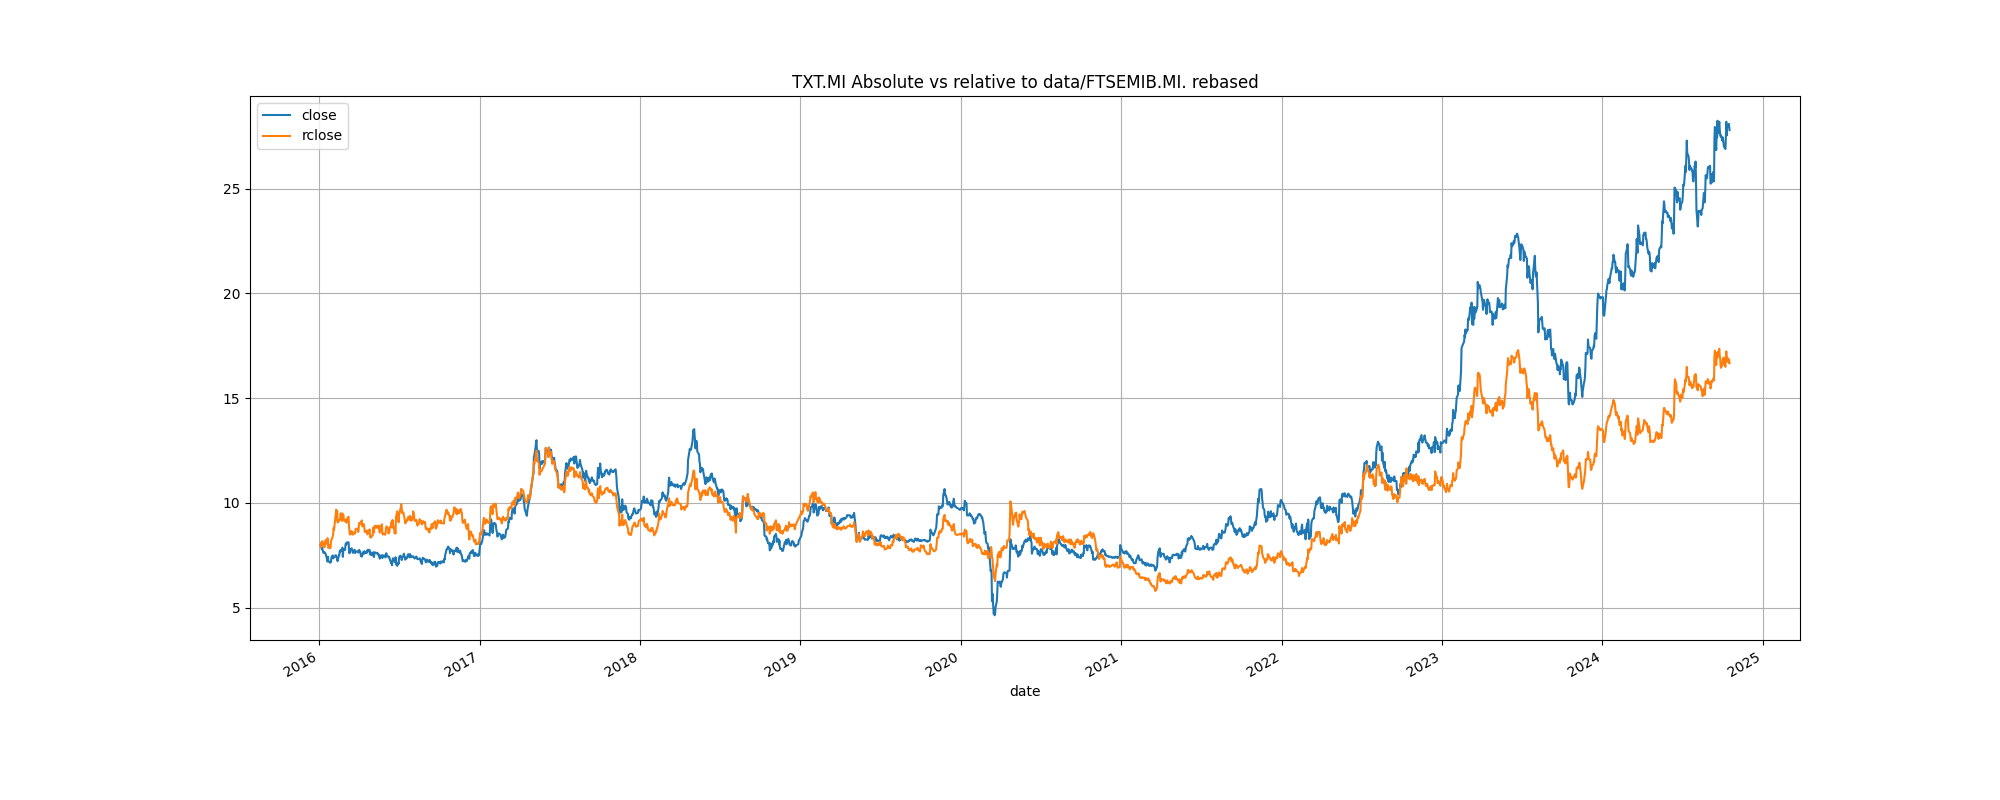 TXT.MI Absolute vs relative to data/FTSEMIB.MI. rebased
close
rclose
25
20
15
10
5
2016 2017 2018 2019 2020 2021 2022 2023 2024 2025
date